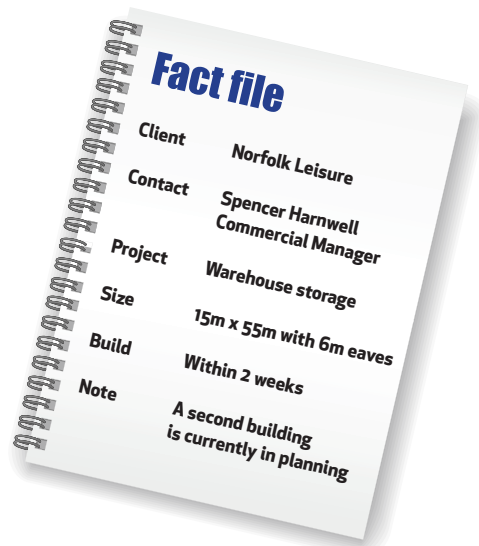 Fact file
Client Norfolk Leisure
Contact Spencer Harnwell
Commercial Manager
Project Warehouse storage
Size 15m x 55m with 6m eaves
Build Within 2 weeks
Note A second building
is currently in planning